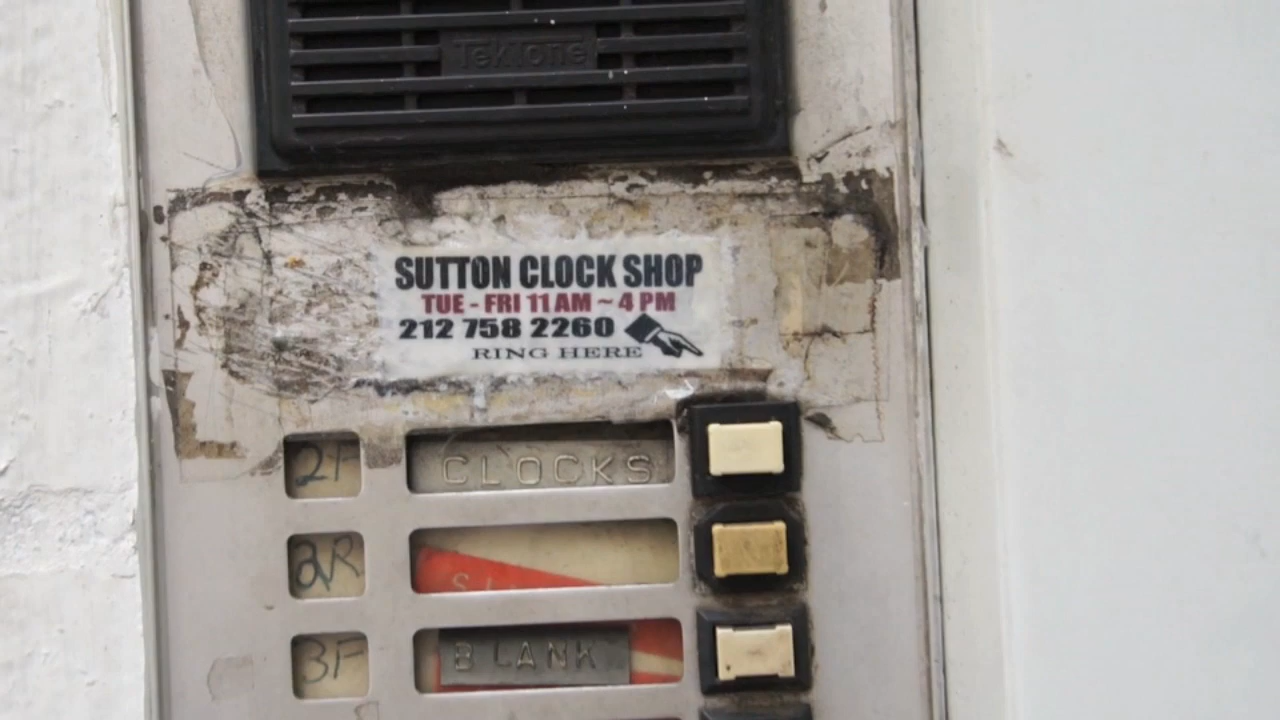 TekTone
SUTTON CLOCK SHOP
TUE - FRI 11 AM ~ 4 PM
212 758 2260
RING HERE
2F
CLOCKS
2R
3F
BLANK